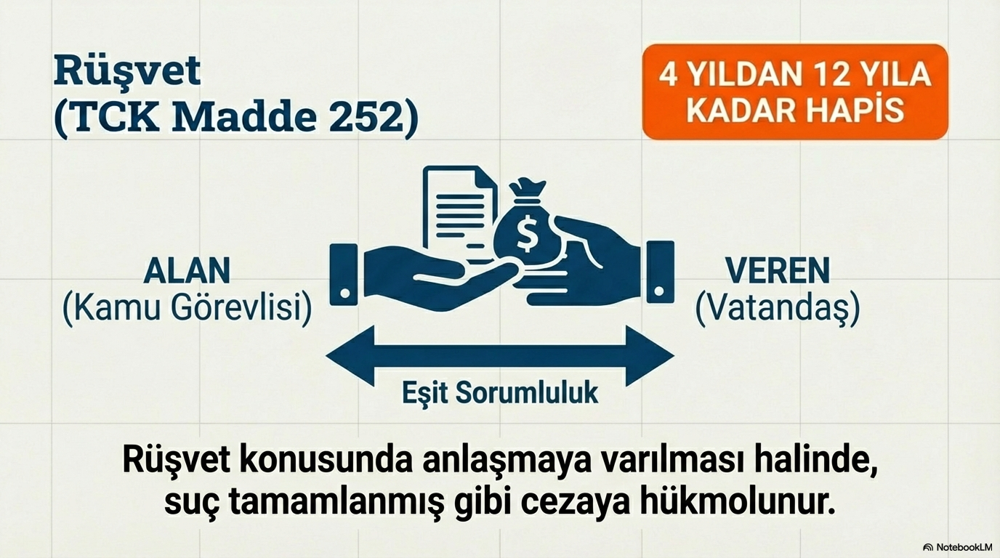 Rüşvet
(TCK Madde 252)
4 YILDAN 12 YILA
KADAR HAPİS
$
ALAN
(Kamu Görevlisi)
VEREN
(Vatandaş)
Eşit Sorumluluk
Rüşvet konusunda anlaşmaya varılması halinde,
suç tamamlanmış gibi cezaya hükmolunur.
NotebookLM